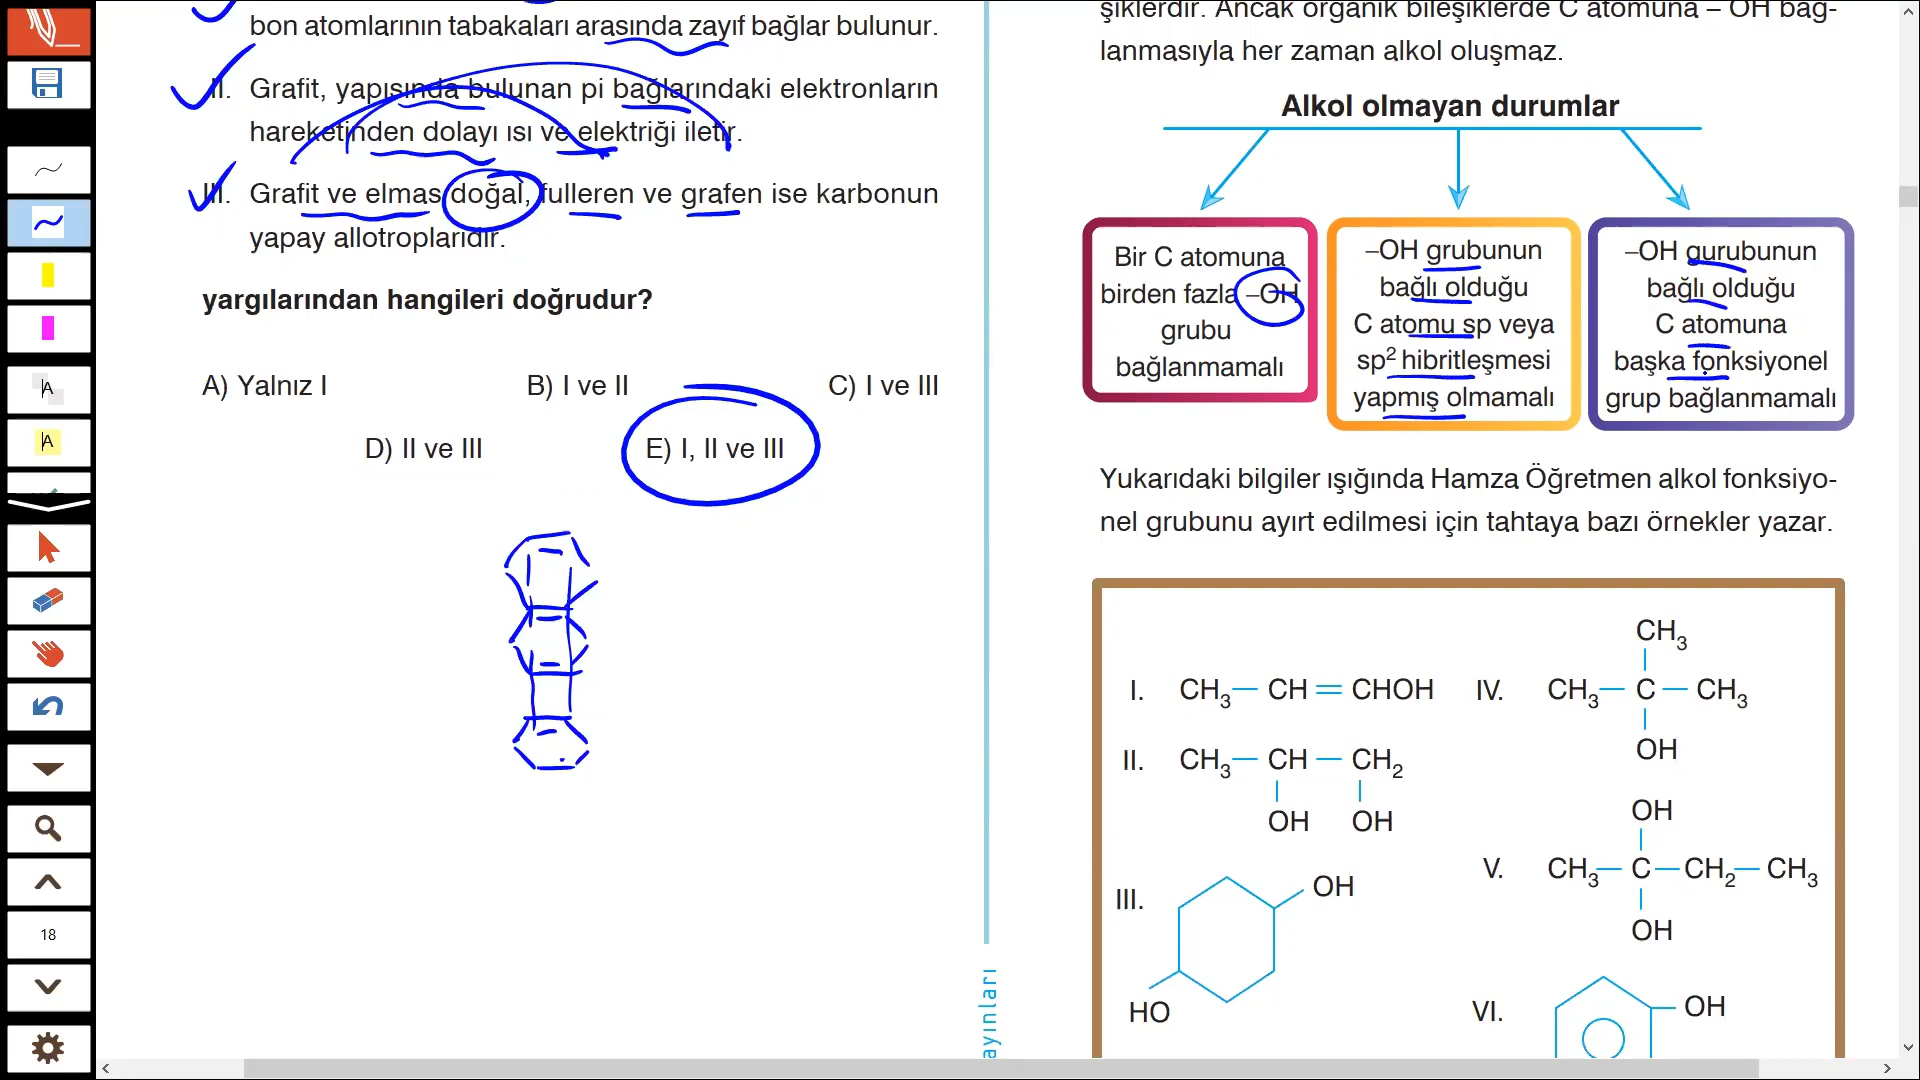 bon atomlarının tabakaları arasında zayıf bağlar bulunur.
II. Grafit, yapısında bulunan pi bağlarındaki elektronların
hareketinden dolayı ısı ve elektriği iletir.
III. Grafit ve elmas doğal, fulleren ve grafen ise karbonun
yapay allotroplarıdır.
yargılarından hangileri doğrudur?
A) Yalnız I
B) I ve II
C) I ve III
D) II ve III
E) I, II ve III
şiklerdir. Ancak organik bileşiklerde C atomuna – OH bağ-
lanmasıyla her zaman alkol oluşmaz.
Alkol olmayan durumlar
Bir C atomuna
birden fazla –OH
grubu
bağlanmamalı
–OH grubunun
bağlı olduğu
C atomu sp veya
sp² hibritleşmesi
yapmış olmamalı
–OH gurubunun
bağlı olduğu
C atomuna
başka fonksiyonel
grup bağlanmamalı
Yukarıdaki bilgiler ışığında Hamza Öğretmen alkol fonksiyo-
nel grubunu ayırt edilmesi için tahtaya bazı örnekler yazar.
I. CH₃— CH = CHOH
II. CH₃— CH — CH₂
OH OH
III. OH
HO
IV. CH₃
CH₃— C — CH₃
OH
V. OH
CH₃— C — CH₂— CH₃
OH
VI. OH
ayınları
A
A
18